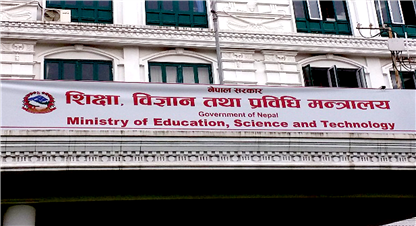 नेपाल सरकार
शिक्षा, विज्ञान तथा प्रविधि मन्त्रालय
Government of Nepal
Ministry of Education, Science and Technology